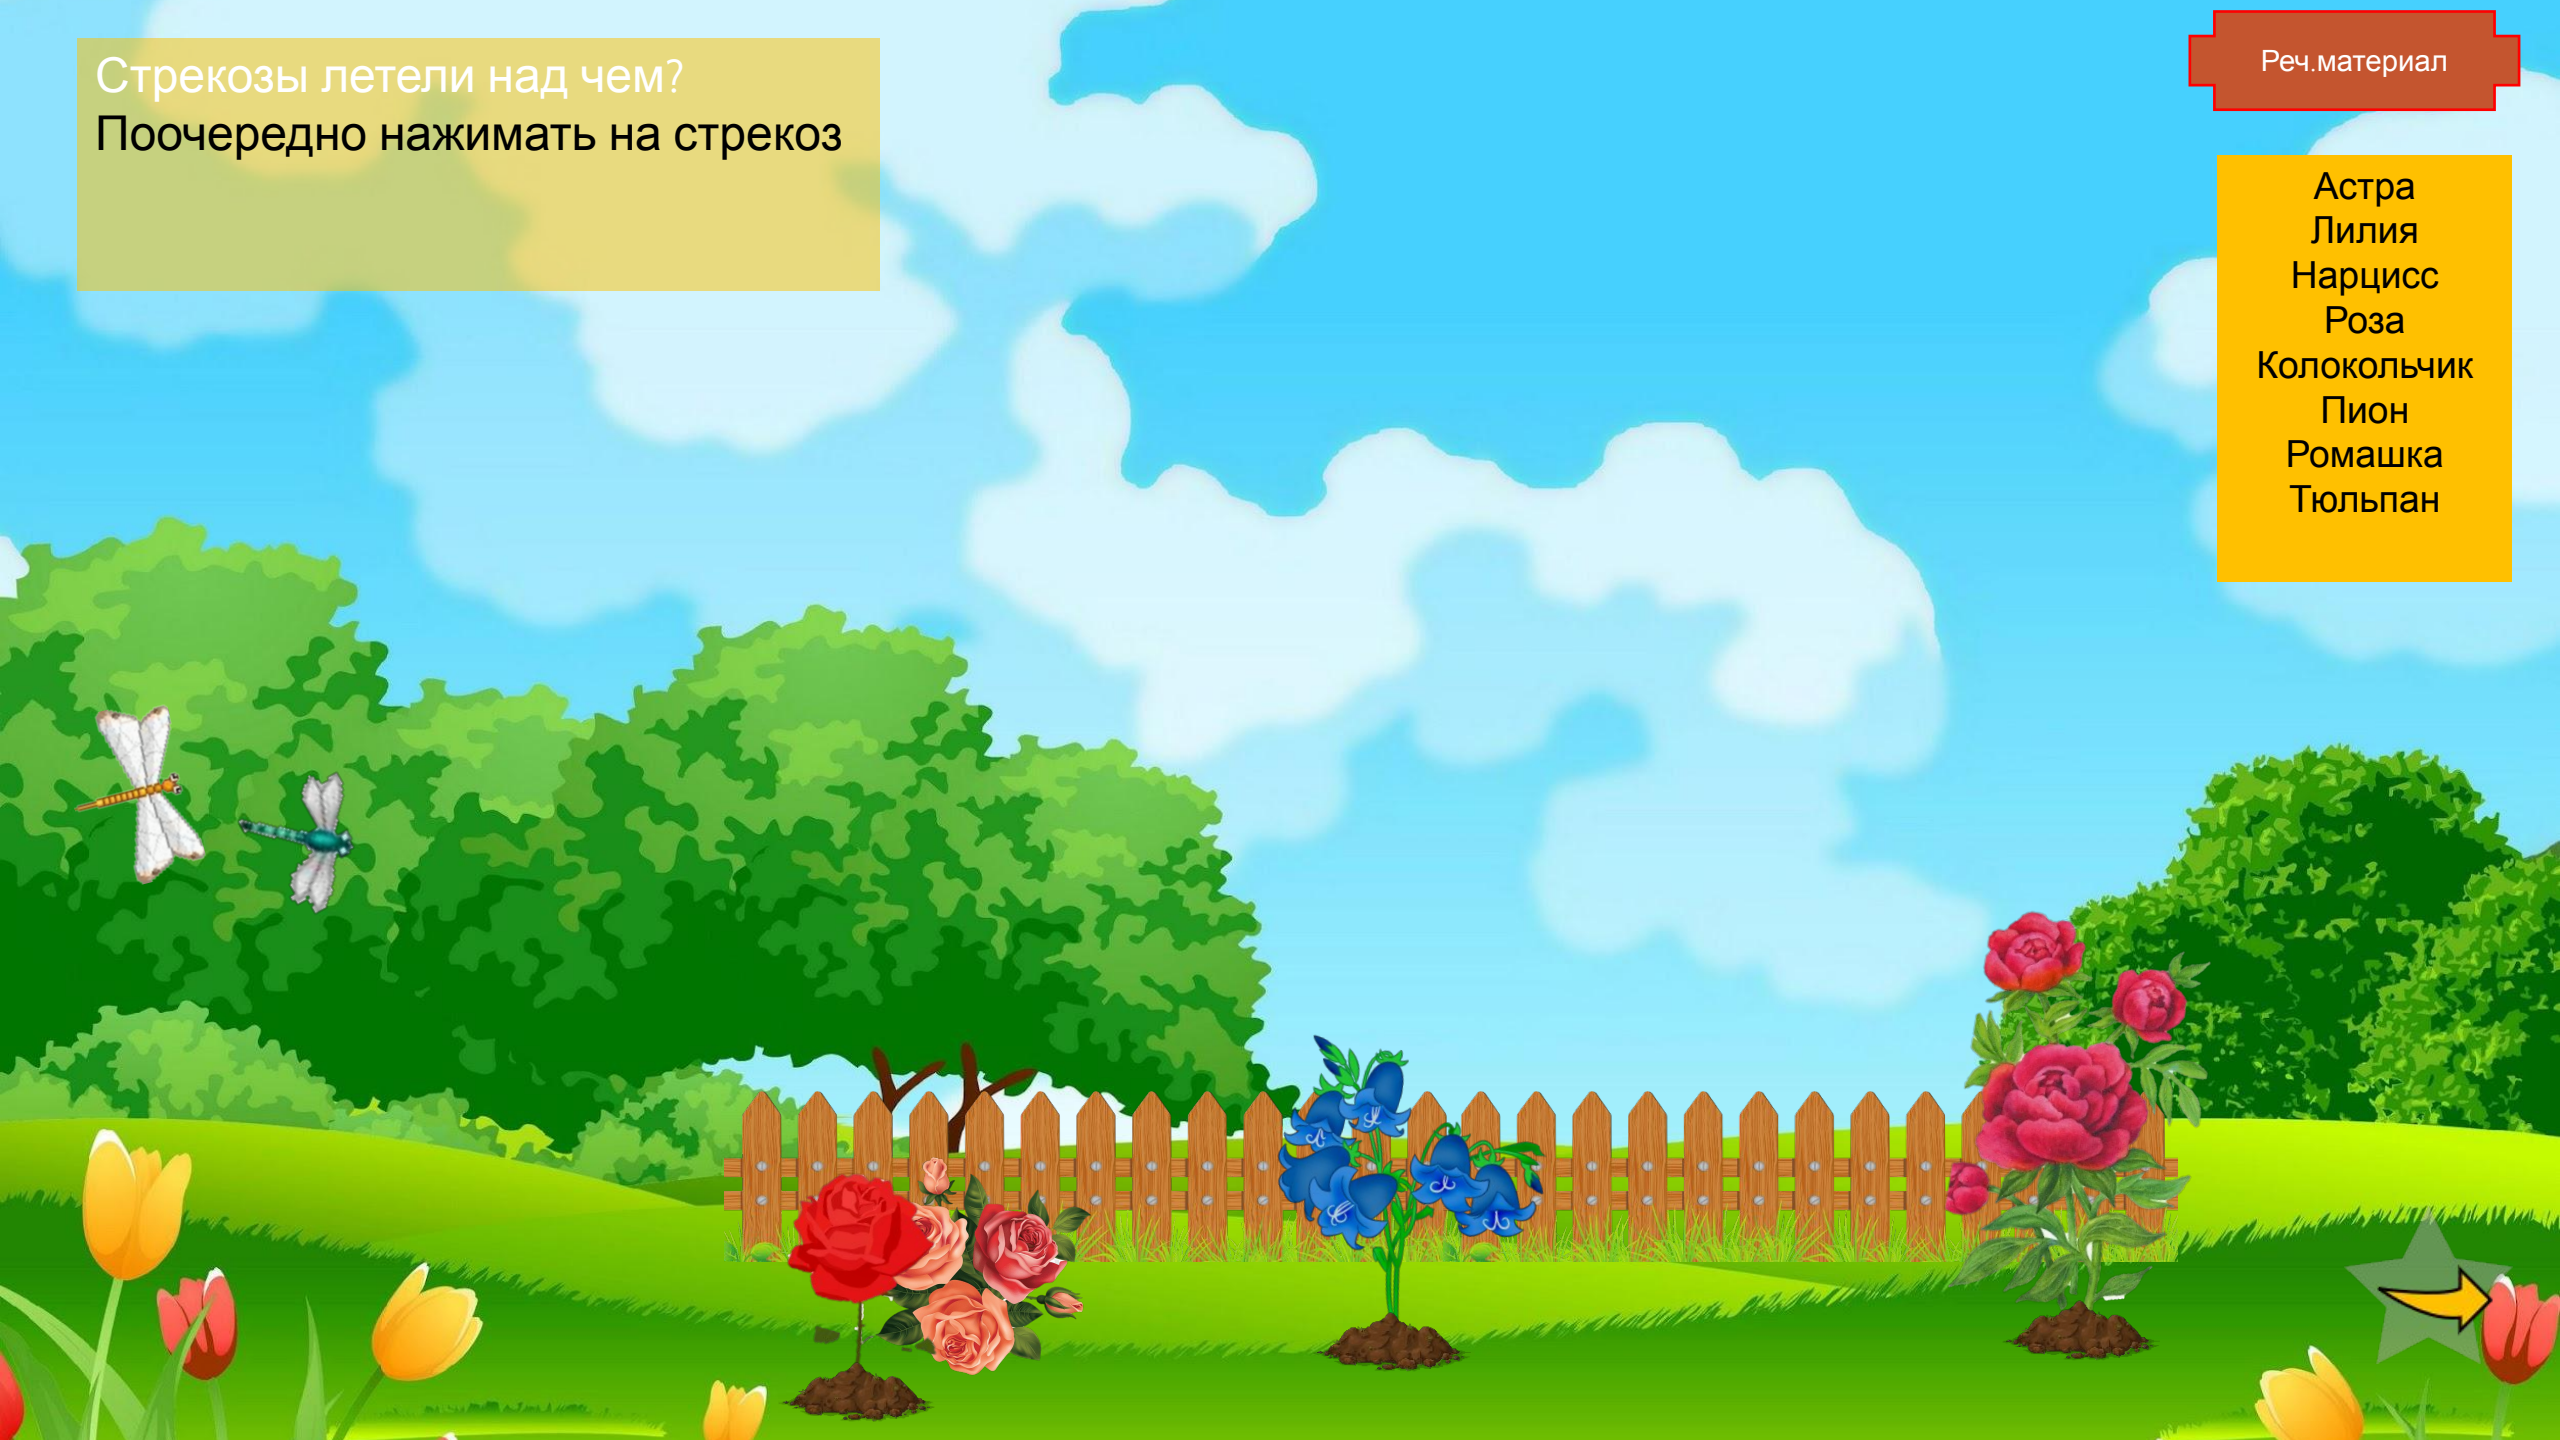 Стрекозы летели над чем?
Поочередно нажимать на стрекоз
Реч.материал
Астра
Лилия
Нарцисс
Роза
Колокольчик
Пион
Ромашка
Тюльпан